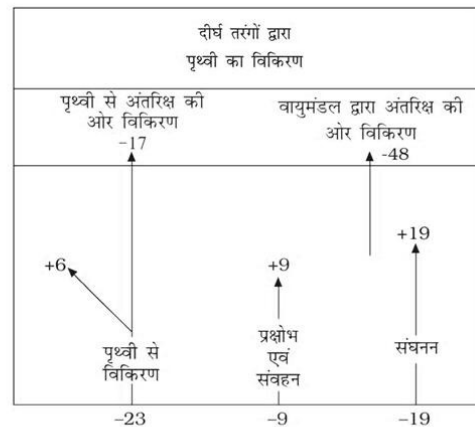 दीर्घ तरंगों द्वारा
पृथ्वी का विकिरण
पृथ्वी से अंतरिक्ष की
ओर विकिरण
-17
वायुमंडल द्वारा अंतरिक्ष की
ओर विकिरण
-48
+6
+9
+19
पृथ्वी से
विकिरण
प्रक्षोभ
एवं
संवहन
संघनन
-23
-9
-19